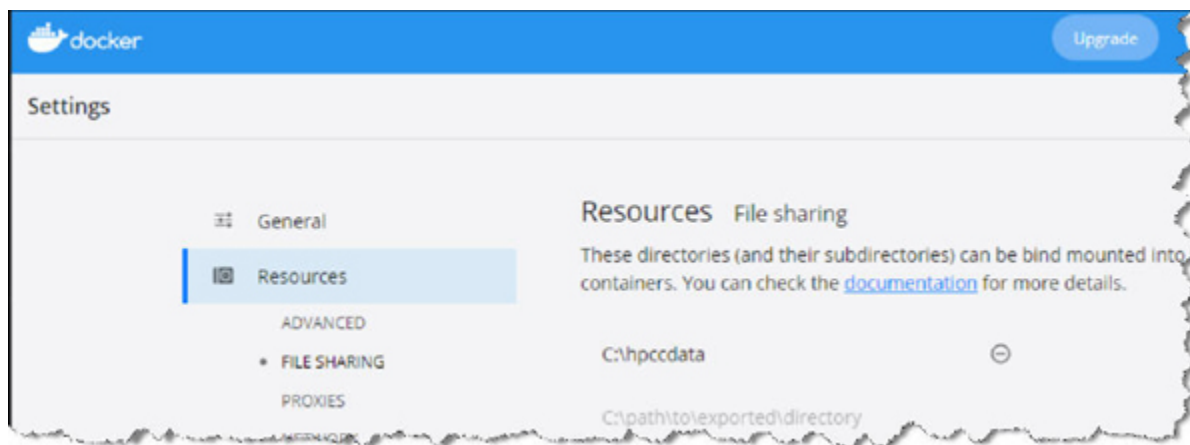 docker
Upgrade
Settings
General
Resources
ADVANCED
FILE SHARING
PROXIES
NETWORK
Resources File sharing
These directories (and their subdirectories) can be bind mounted into
containers. You can check the documentation for more details.
C:\hpccdata
C:\path\to\exported\directory